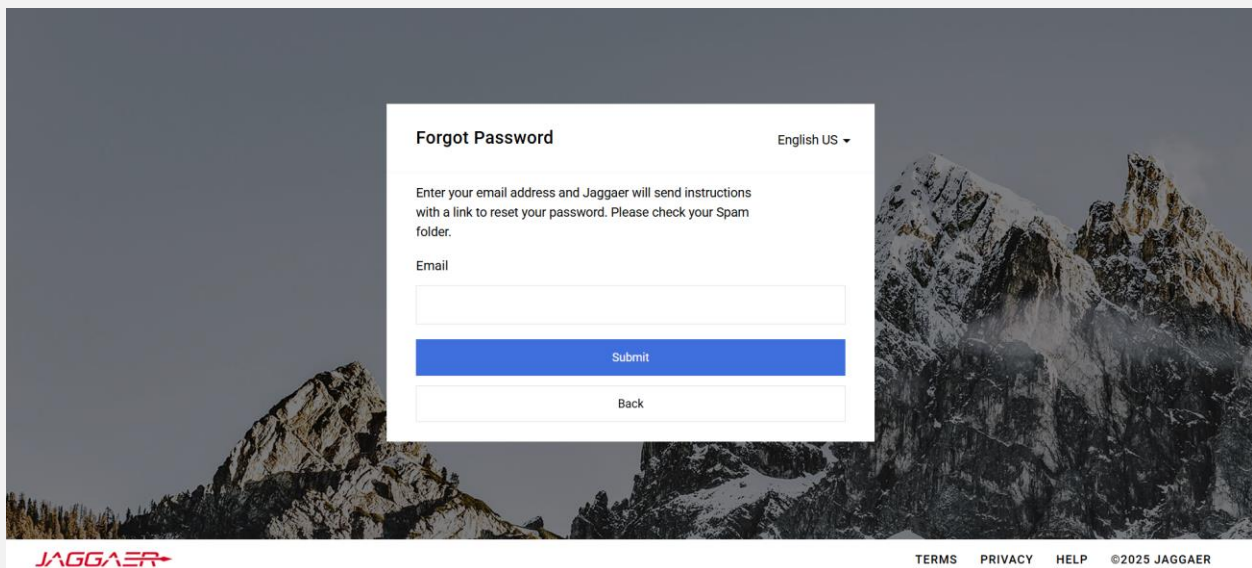 Forgot Password
English US
Enter your email address and Jaggaer will send instructions
with a link to reset your password. Please check your Spam
folder.
Email
Submit
Back
JAGGAER
TERMS PRIVACY HELP ©2025 JAGGAER